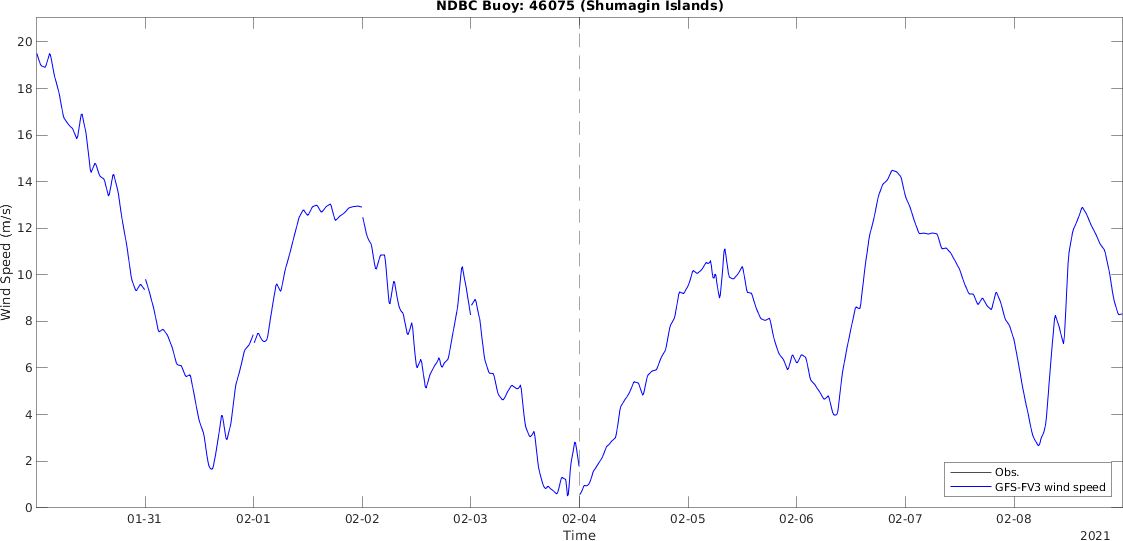 NDBC Buoy: 46075 (Shumagin Islands)
20
18
16
14
12
10
8
6
4
2
0
Wind Speed (m/s)
Obs.
GFS-FV3 wind speed
01-31 02-01 02-02 02-03 02-04 02-05 02-06 02-07 02-08
Time
2021